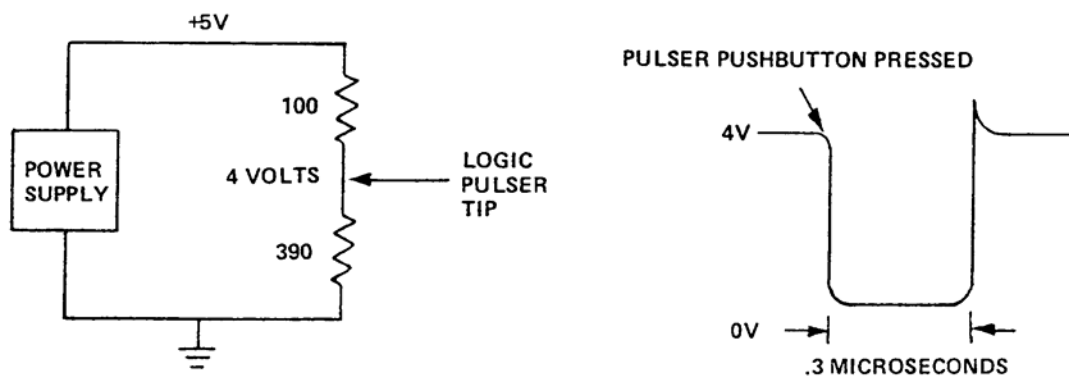 +5V
100
POWER
SUPPLY
4 VOLTS
LOGIC
PULSER
TIP
390
PULSER PUSHBUTTON PRESSED
4V
0V
.3 MICROSECONDS